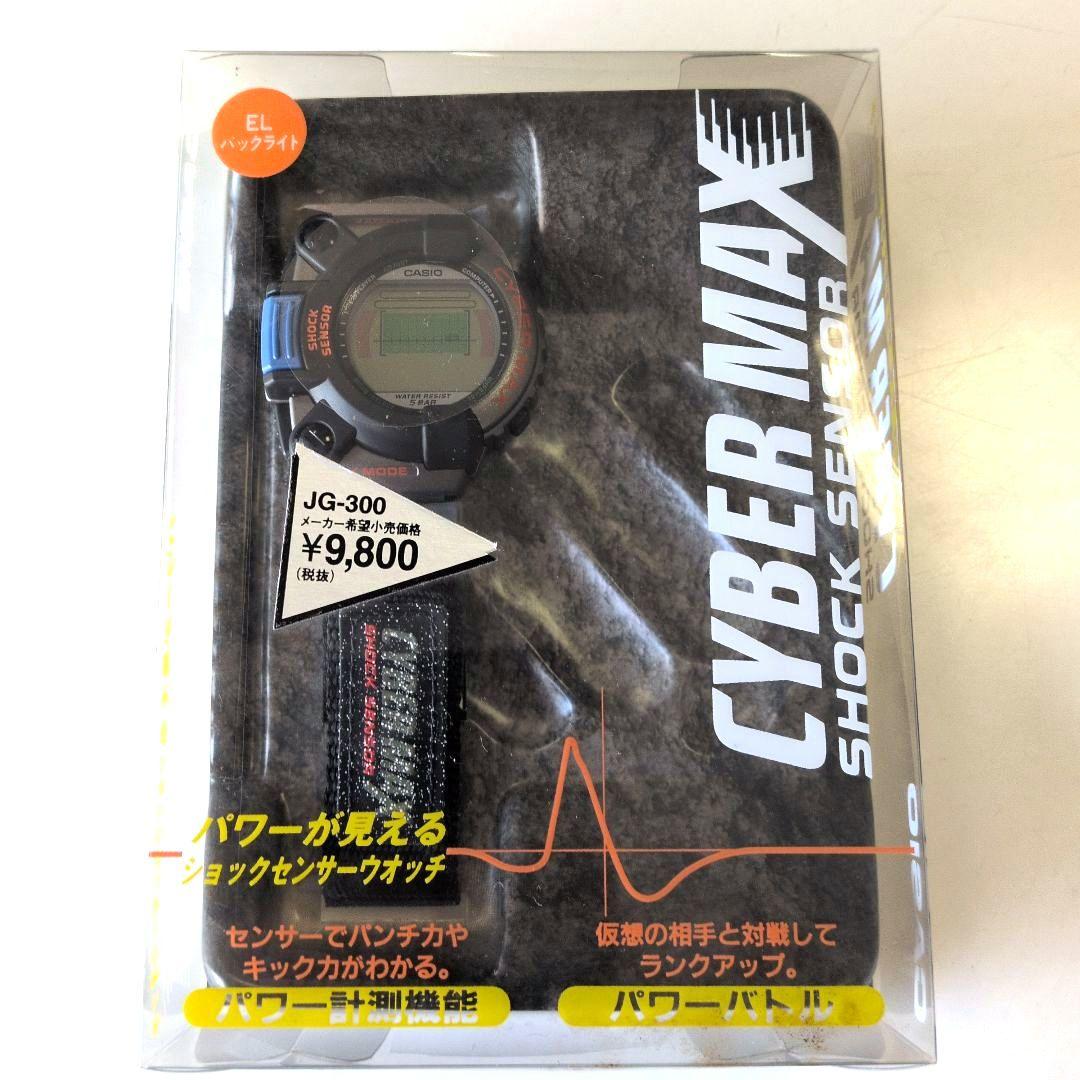 EL
バックライト
CYBER MAX
SHOCK SENSOR
CASIO
SHOCK
SENSOR
WATER RESIST
5 BAR
MODE
JG-300
メーカー希望小売価格
¥9,800
(税抜)
CYBER MAX
SHOCK SENSOR
パワーが見える
ショックセンサーウオッチ
センサーでパンチ力や
キック力がわかる。
パワー計測機能
仮想の相手と対戦して
ランクアップ。
パワーバトル
CASIO